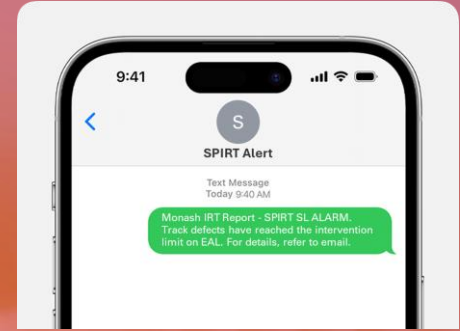 9:41
S
SPIRT Alert
Text Message
Today 9:40 AM
Monash IRT Report - SPIRT SL ALARM.
Track defects have reached the intervention
limit on EAL. For details, refer to email.